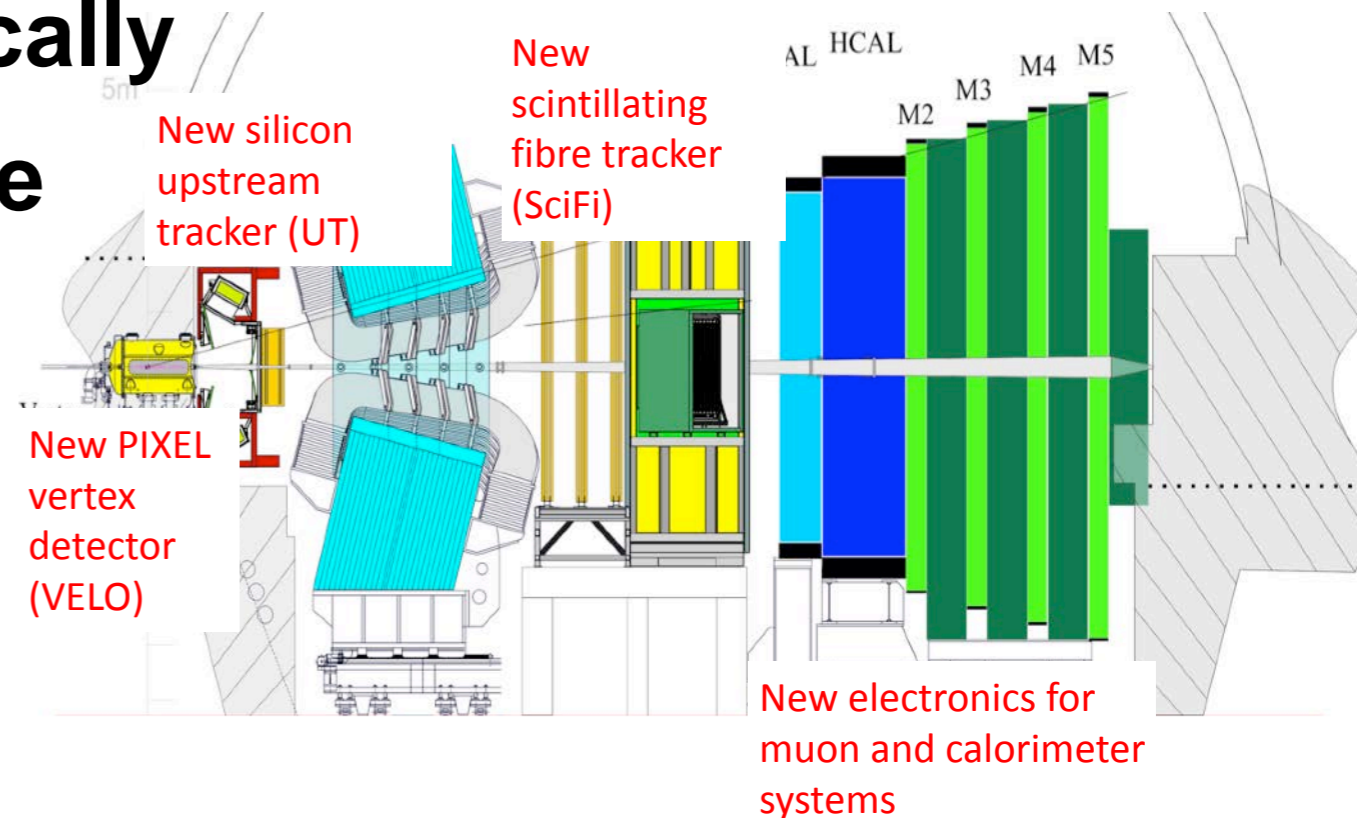 cally
e
5m
New silicon
upstream
tracker (UT)
New
scintillating
fibre tracker
(SciFi)
AL
HCAL
M2
M3
M4
M5
New PIXEL
vertex
detector
(VELO)
New electronics for
muon and calorimeter
systems